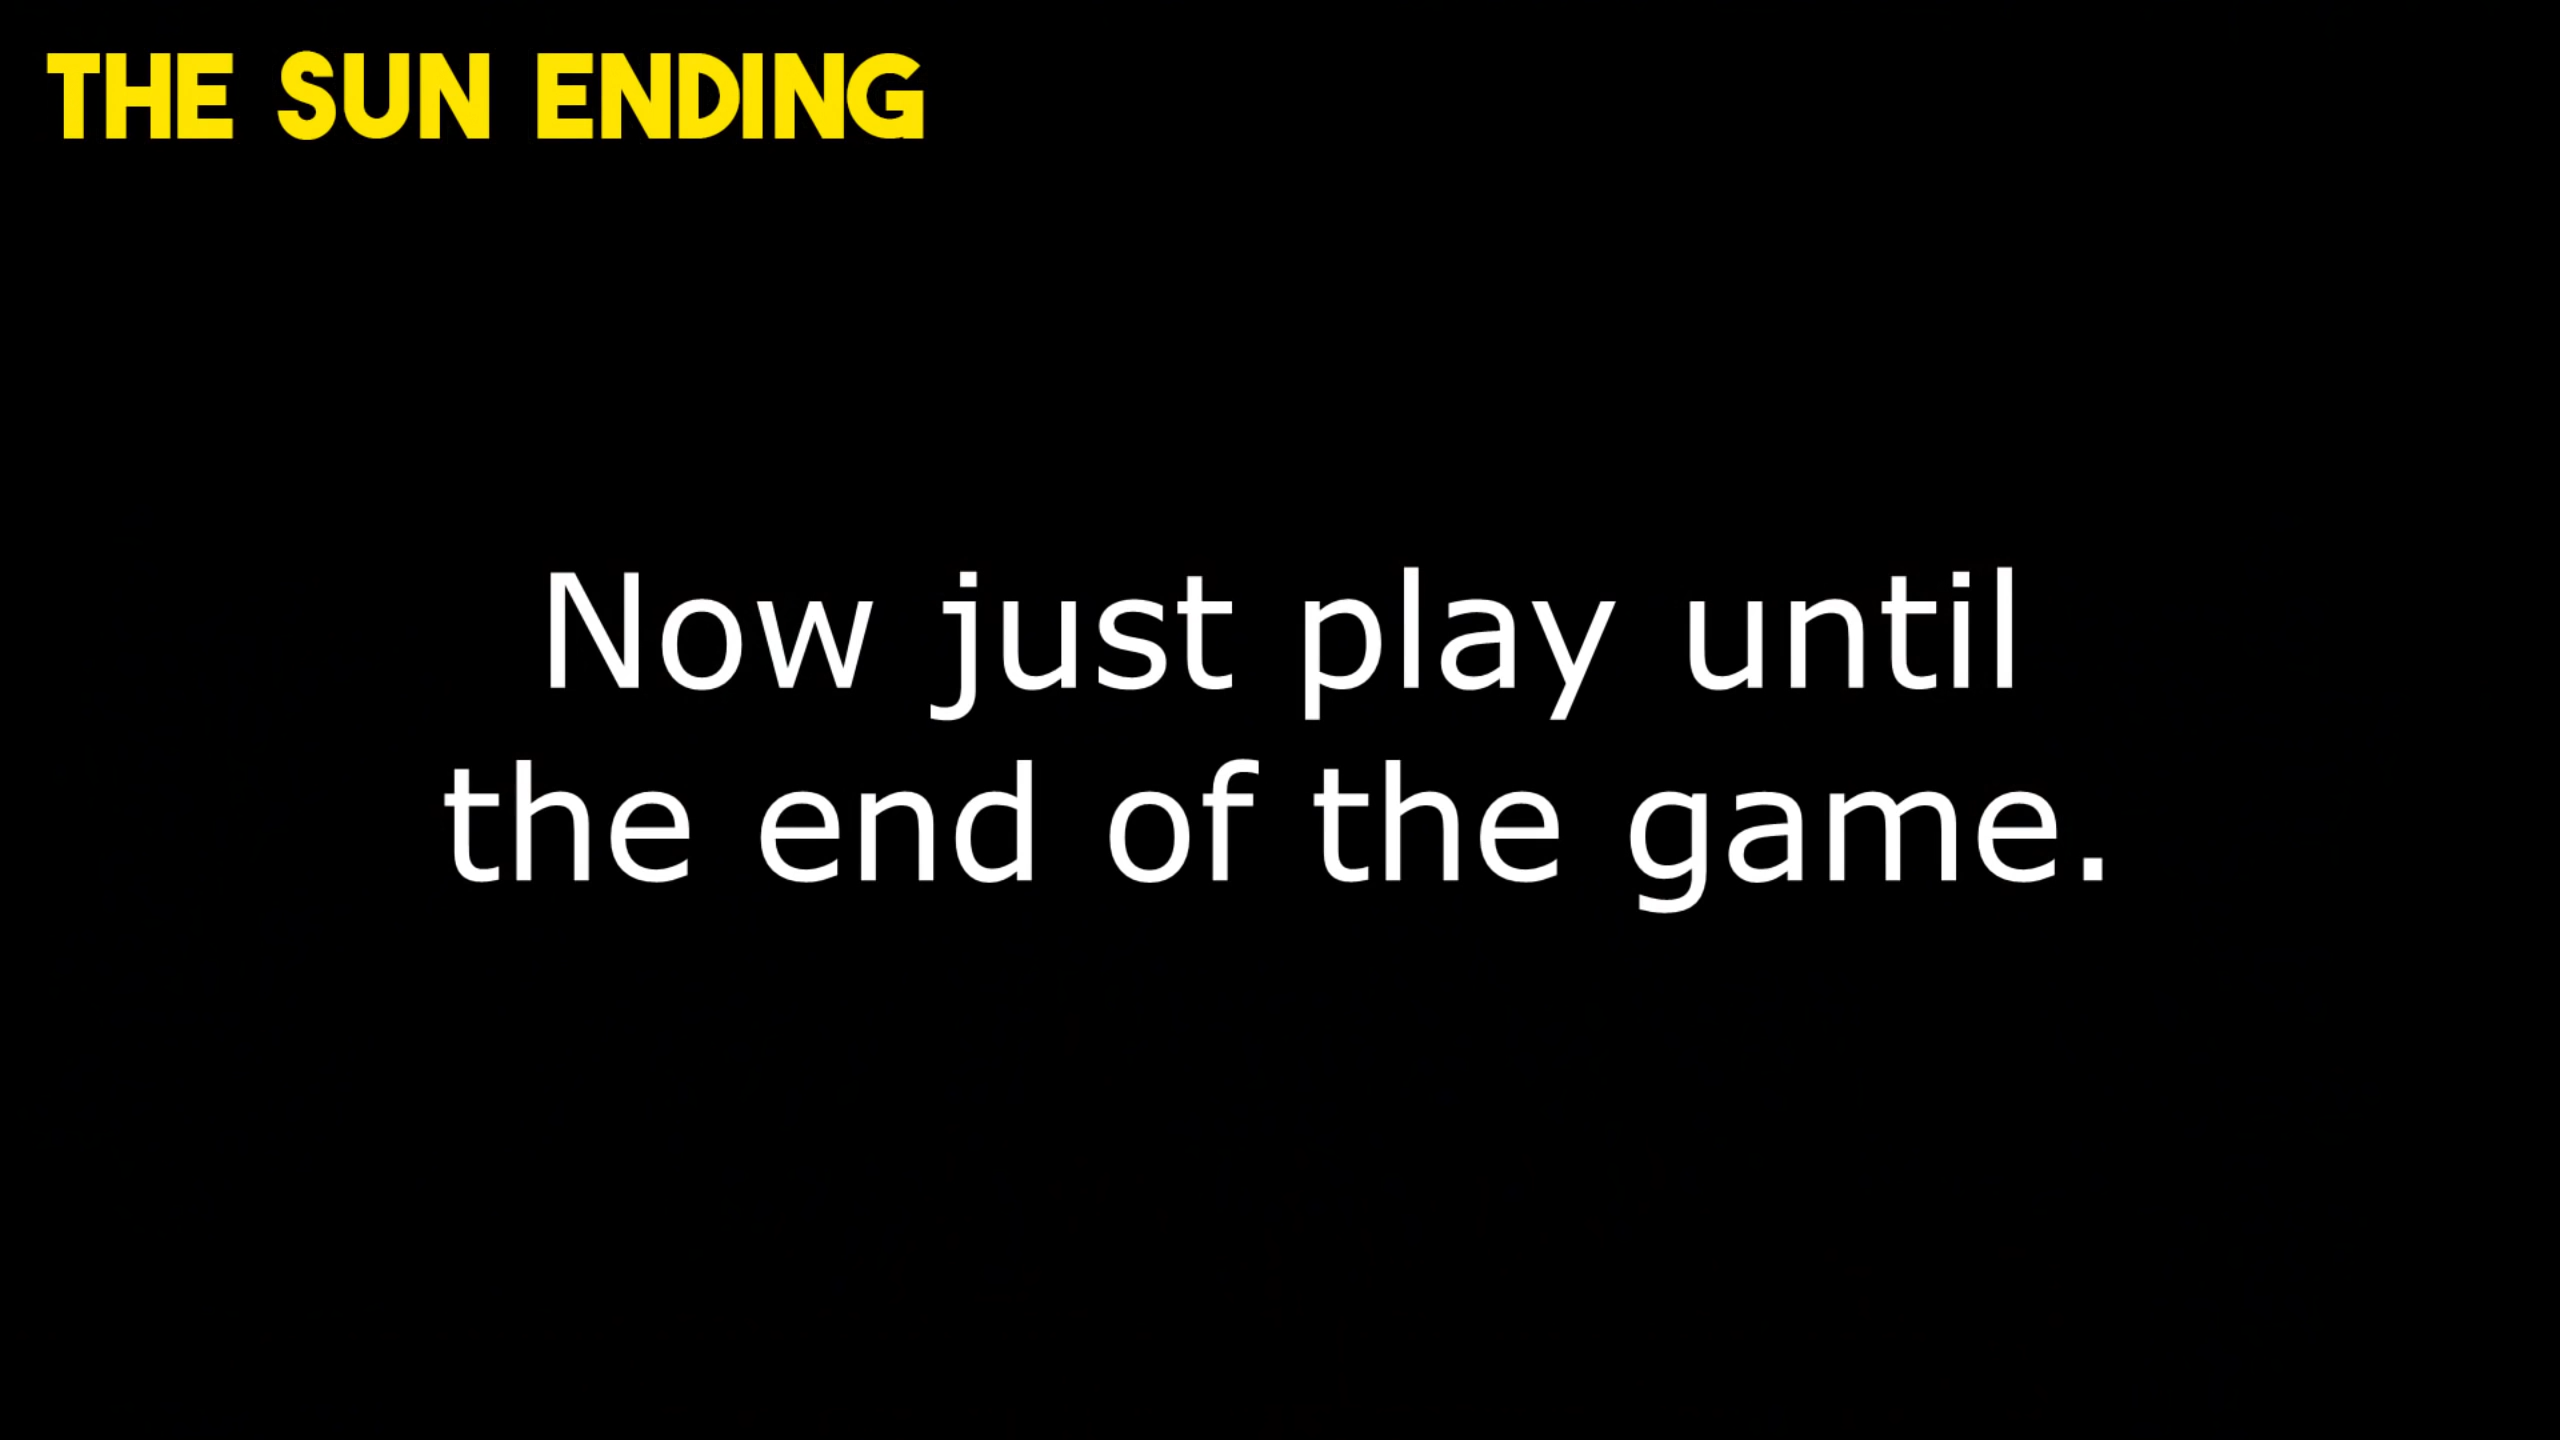 THE SUN ENDING
Now just play until
the end of the game.